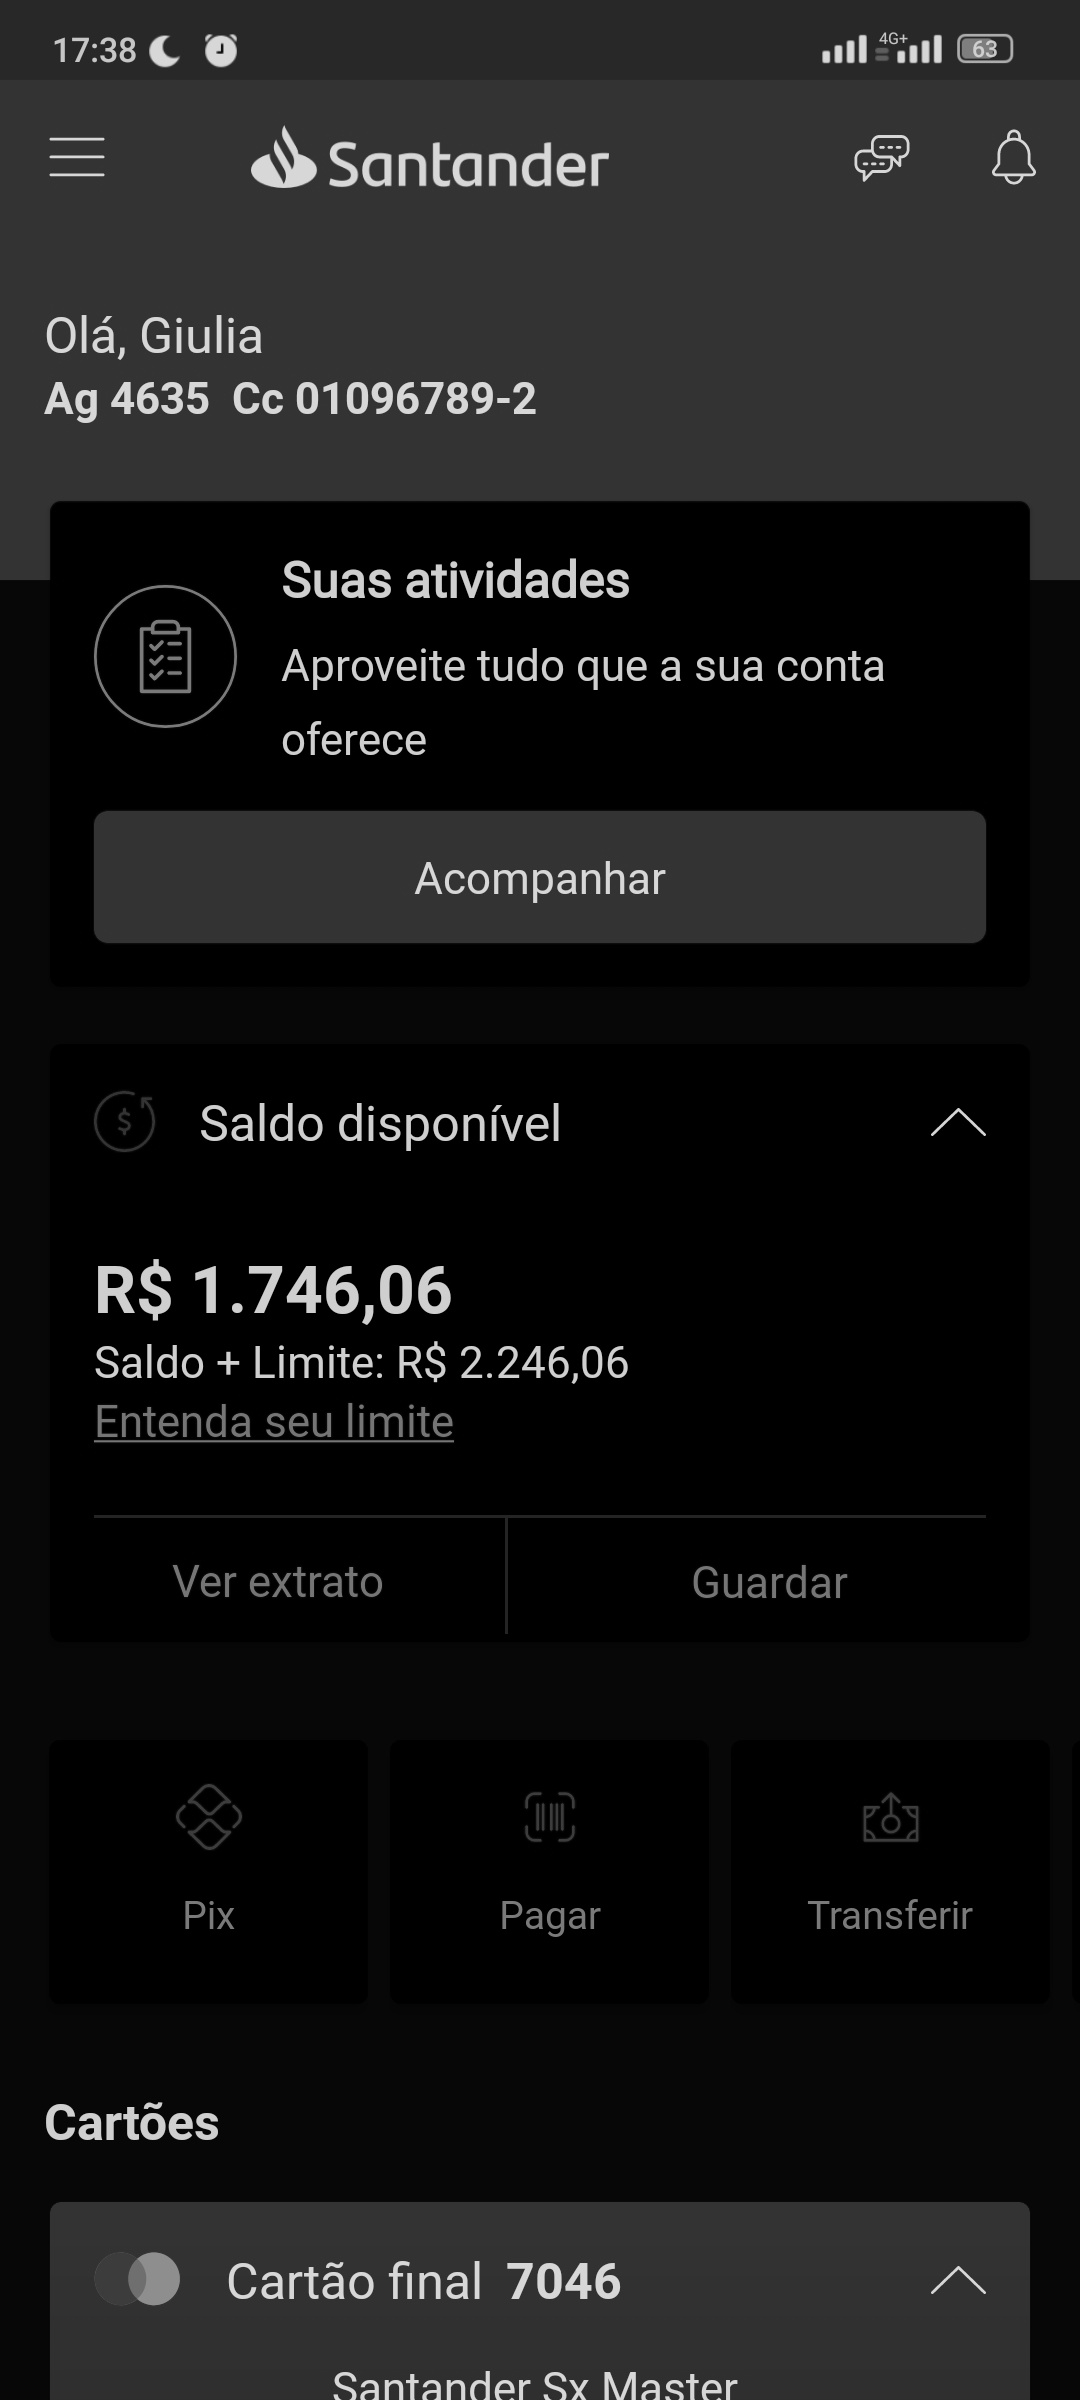 17:38 4G+ 63
Santander
Olá, Giulia
Ag 4635 Cc 01096789-2
Suas atividades
Aproveite tudo que a sua conta
oferece
Acompanhar
$ Saldo disponível
R$ 1.746,06
Saldo + Limite: R$ 2.246,06
Entenda seu limite
Ver extrato Guardar
Pix Pagar Transferir
Cartões
Cartão final 7046
Santander Sx Master